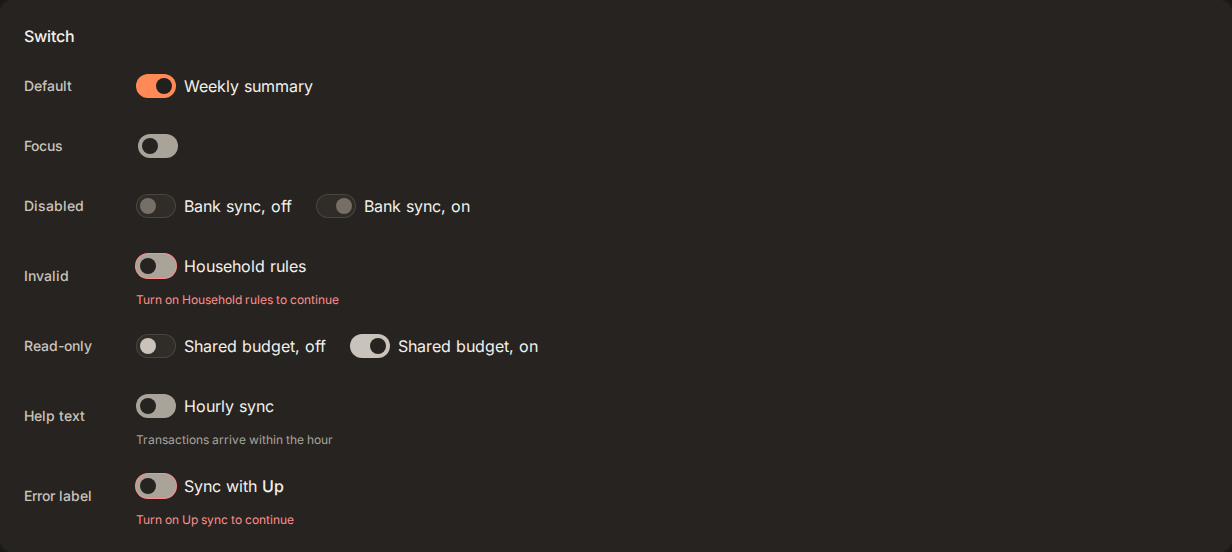 Switch
Default Weekly summary
Focus
Disabled Bank sync, off Bank sync, on
Invalid Household rules
Turn on Household rules to continue
Read-only Shared budget, off Shared budget, on
Help text Hourly sync
Transactions arrive within the hour
Error label Sync with Up
Turn on Up sync to continue